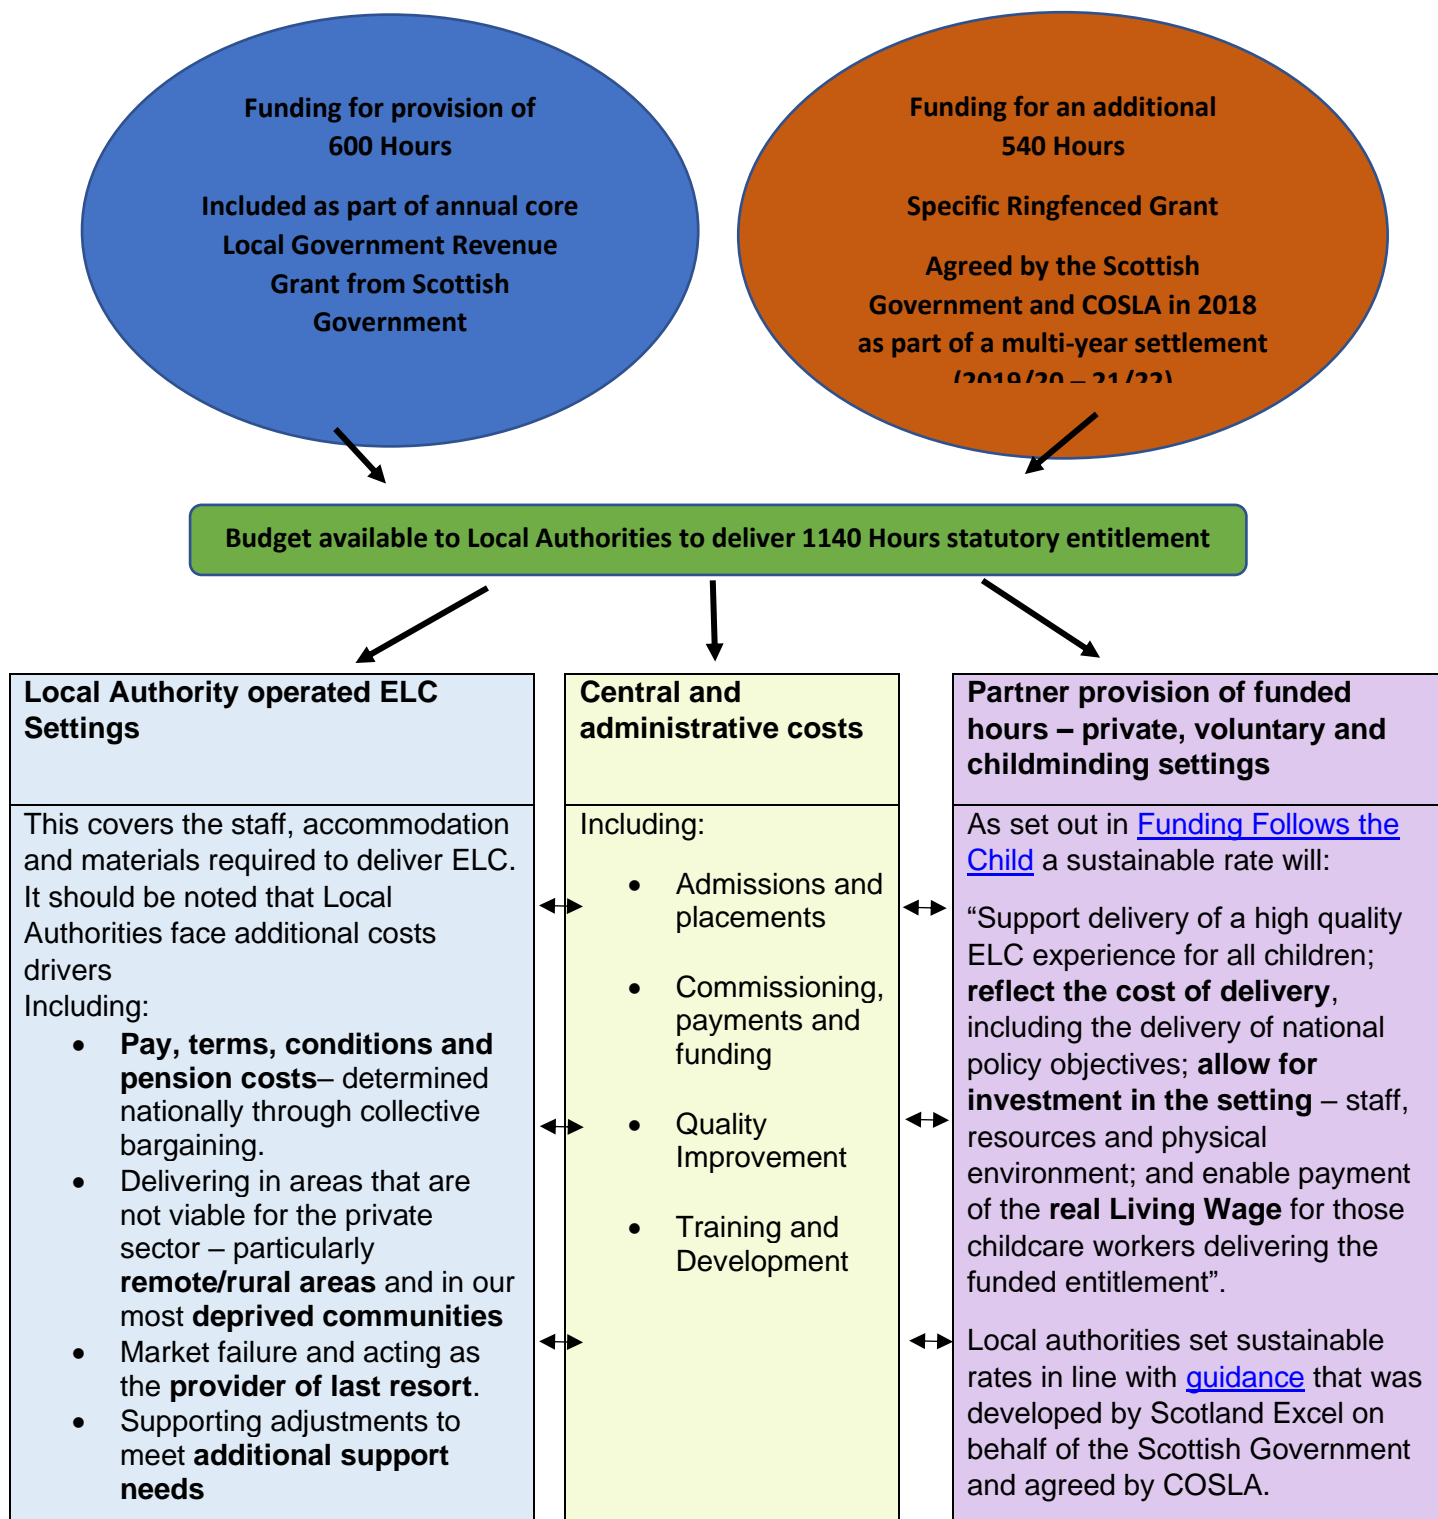 Funding for provision of
600 Hours
Included as part of annual core
Local Government Revenue
Grant from Scottish
Government
Funding for an additional
540 Hours
Specific Ringfenced Grant
Agreed by the Scottish
Government and COSLA in 2018
as part of a multi-year settlement
(2019/20 – 21/22)
Budget available to Local Authorities to deliver 1140 Hours statutory entitlement
Local Authority operated ELC
Settings
This covers the staff, accommodation
and materials required to deliver ELC.
It should be noted that Local
Authorities face additional costs
drivers
Including:
• Pay, terms, conditions and
pension costs– determined
nationally through collective
bargaining.
• Delivering in areas that are
not viable for the private
sector – particularly
remote/rural areas and in our
most deprived communities
• Market failure and acting as
the provider of last resort.
• Supporting adjustments to
meet additional support
needs
Central and
administrative costs
Including:
• Admissions and
placements
• Commissioning,
payments and
funding
• Quality
Improvement
• Training and
Development
Partner provision of funded
hours – private, voluntary and
childminding settings
As set out in Funding Follows the
Child a sustainable rate will:
“Support delivery of a high quality
ELC experience for all children;
reflect the cost of delivery,
including the delivery of national
policy objectives; allow for
investment in the setting – staff,
resources and physical
environment; and enable payment
of the real Living Wage for those
childcare workers delivering the
funded entitlement”.
Local authorities set sustainable
rates in line with guidance that was
developed by Scotland Excel on
behalf of the Scottish Government
and agreed by COSLA.